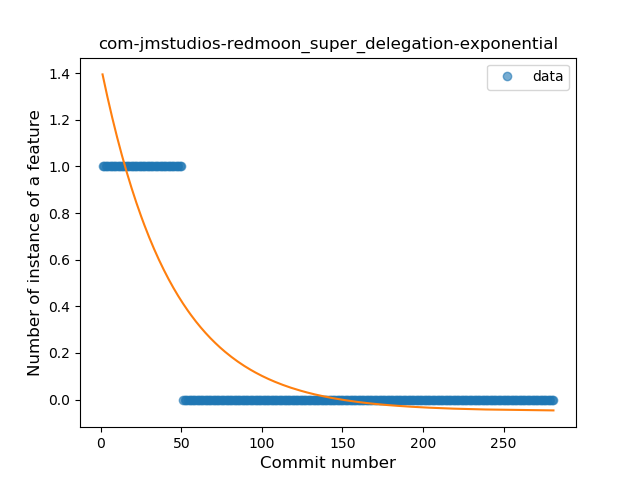 com-jmstudios-redmoon_super_delegation-exponential
data
Number of instance of a feature
1.4
1.2
1.0
0.8
0.6
0.4
0.2
0.0
0 50 100 150 200 250
Commit number